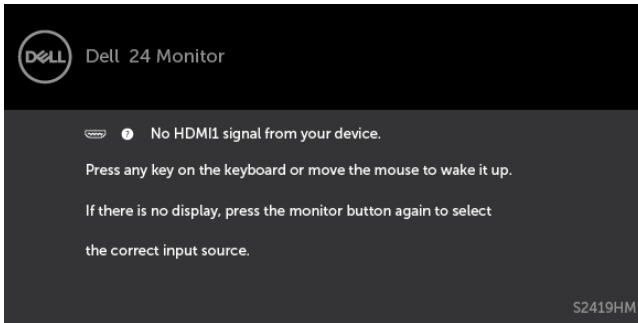 DELL
Dell 24 Monitor
? No HDMI1 signal from your device.
Press any key on the keyboard or move the mouse to wake it up.
If there is no display, press the monitor button again to select
the correct input source.
S2419HM